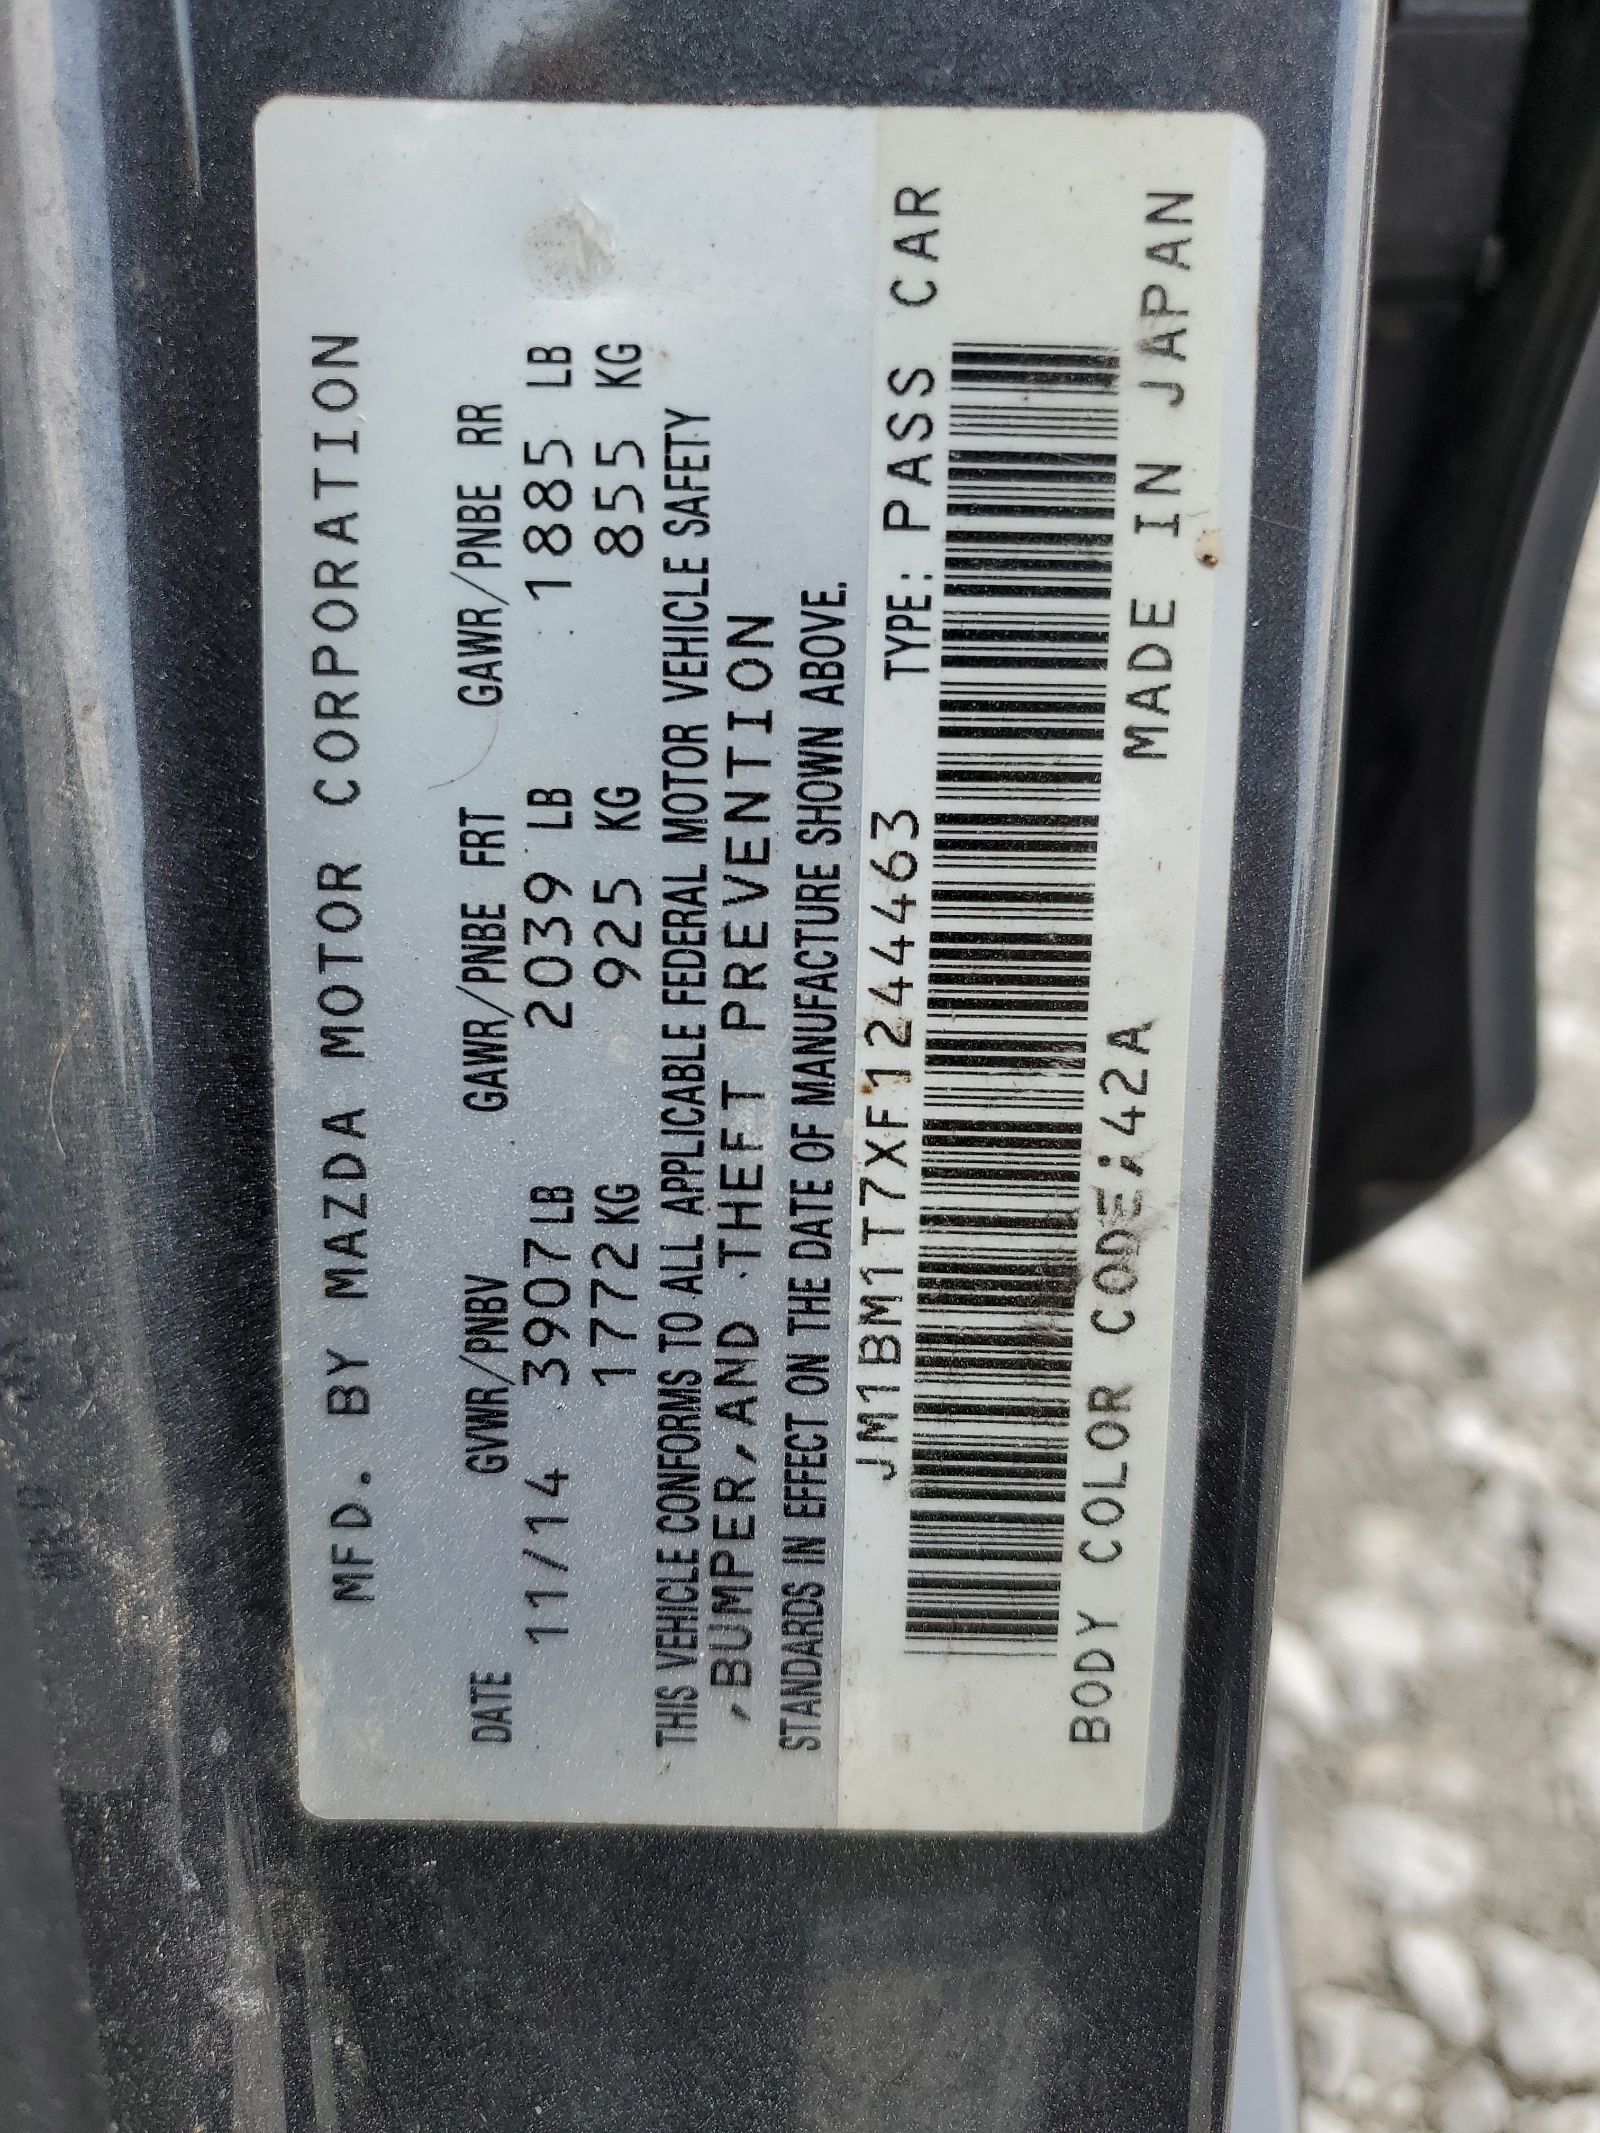 MFD. BY MAZDA MOTOR CORPORATION
DATE GVWR/PNBV GAWR/PNBE FRT GAWR/PNBE RR
11/14 3907 LB 2039 LB 1885 LB
1772 KG 925 KG 855 KG
THIS VEHICLE CONFORMS TO ALL APPLICABLE FEDERAL MOTOR VEHICLE SAFETY
,BUMPER,AND THEFT PREVENTION
STANDARDS IN EFFECT ON THE DATE OF MANUFACTURE SHOWN ABOVE.
JM1BM1T7XF1244463 TYPE: PASS CAR
BODY COLOR CODE:42A MADE IN JAPAN